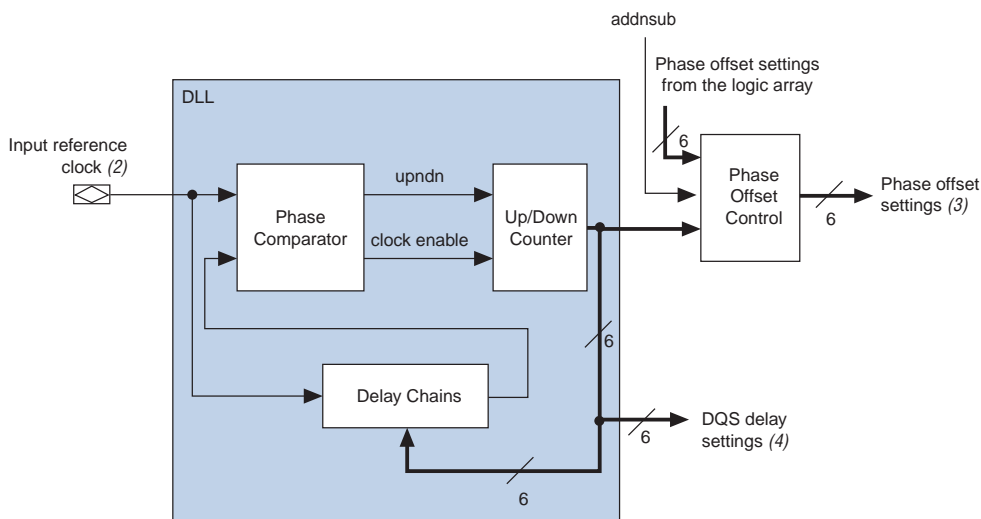 addnsub
Phase offset settings
from the logic array
6
DLL
Input reference
clock (2)
upndn
Phase
Comparator
clock enable
Up/Down
Counter
Phase
Offset
Control
6
Phase offset
settings (3)
6
Delay Chains
6
DQS delay
settings (4)
6